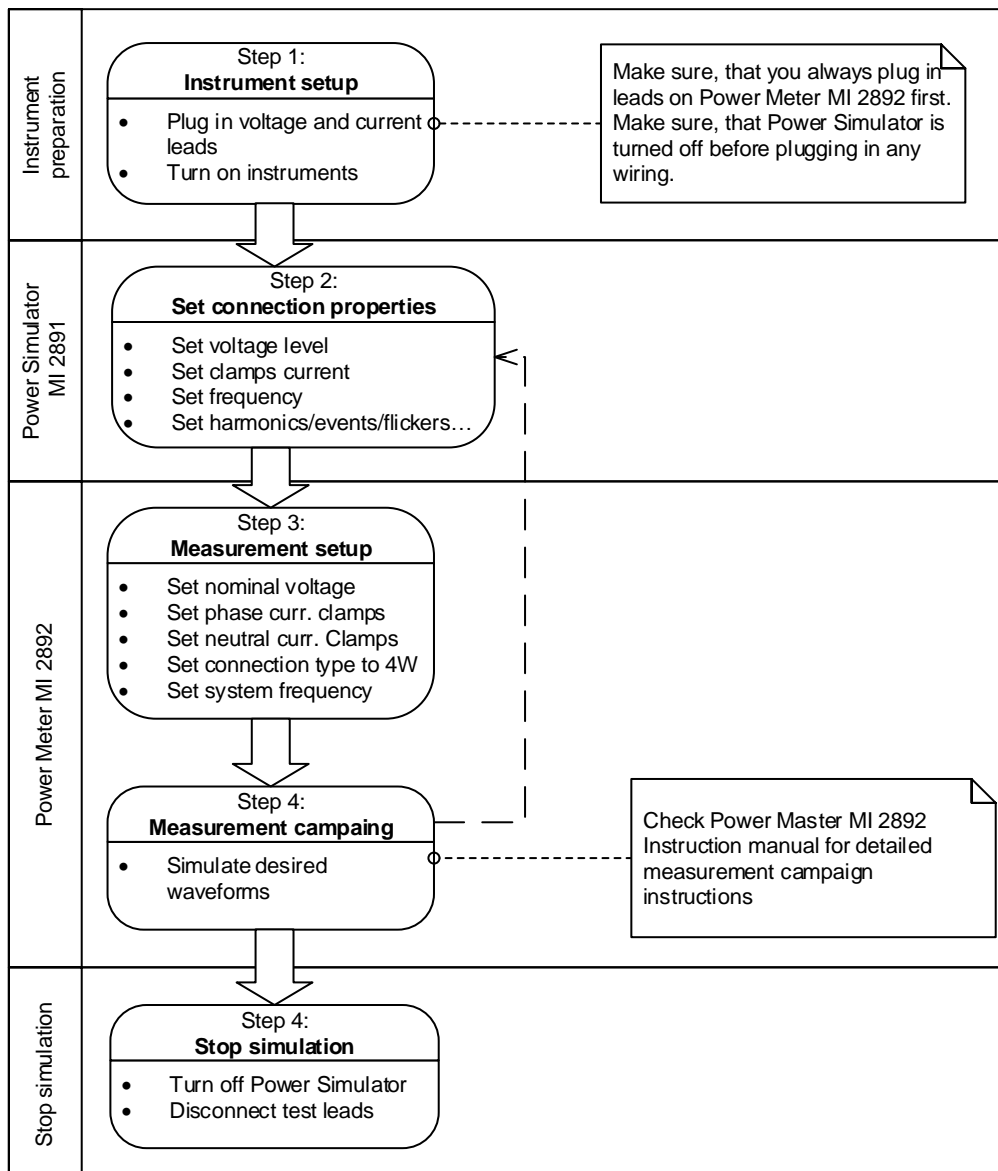 Instrument
preparation
Step 1:
Instrument setup
• Plug in voltage and current
leads
• Turn on instruments
Make sure, that you always plug in
leads on Power Meter MI 2892 first.
Make sure, that Power Simulator is
turned off before plugging in any
wiring.
Power Simulator
MI 2891
Step 2:
Set connection properties
• Set voltage level
• Set clamps current
• Set frequency
• Set harmonics/events/flickers…
Power Meter MI 2892
Step 3:
Measurement setup
• Set nominal voltage
• Set phase curr. clamps
• Set neutral curr. Clamps
• Set connection type to 4W
• Set system frequency
Step 4:
Measurement campaing
• Simulate desired
waveforms
Check Power Master MI 2892
Instruction manual for detailed
measurement campaign
instructions
Stop simulation
Step 4:
Stop simulation
• Turn off Power Simulator
• Disconnect test leads